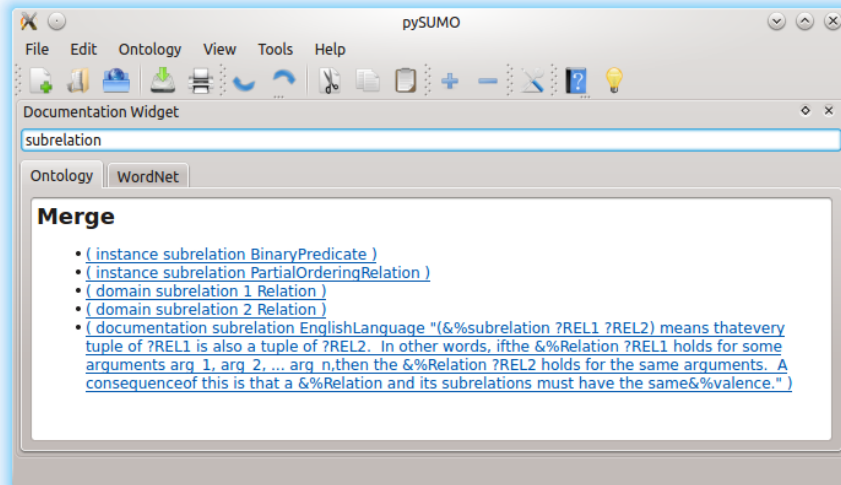 pySUMO
File Edit Ontology View Tools Help
Documentation Widget
subrelation
Ontology WordNet
Merge
• ( instance subrelation BinaryPredicate )
• ( instance subrelation PartialOrderingRelation )
• ( domain subrelation 1 Relation )
• ( domain subrelation 2 Relation )
• ( documentation subrelation EnglishLanguage "(&%subrelation ?REL1 ?REL2) means thatevery
tuple of ?REL1 is also a tuple of ?REL2.  In other words, ifthe &%Relation ?REL1 holds for some
arguments arg_1, arg_2, ... arg_n,then the &%Relation ?REL2 holds for the same arguments.  A
consequenceof this is that a &%Relation and its subrelations must have the same&%valence." )